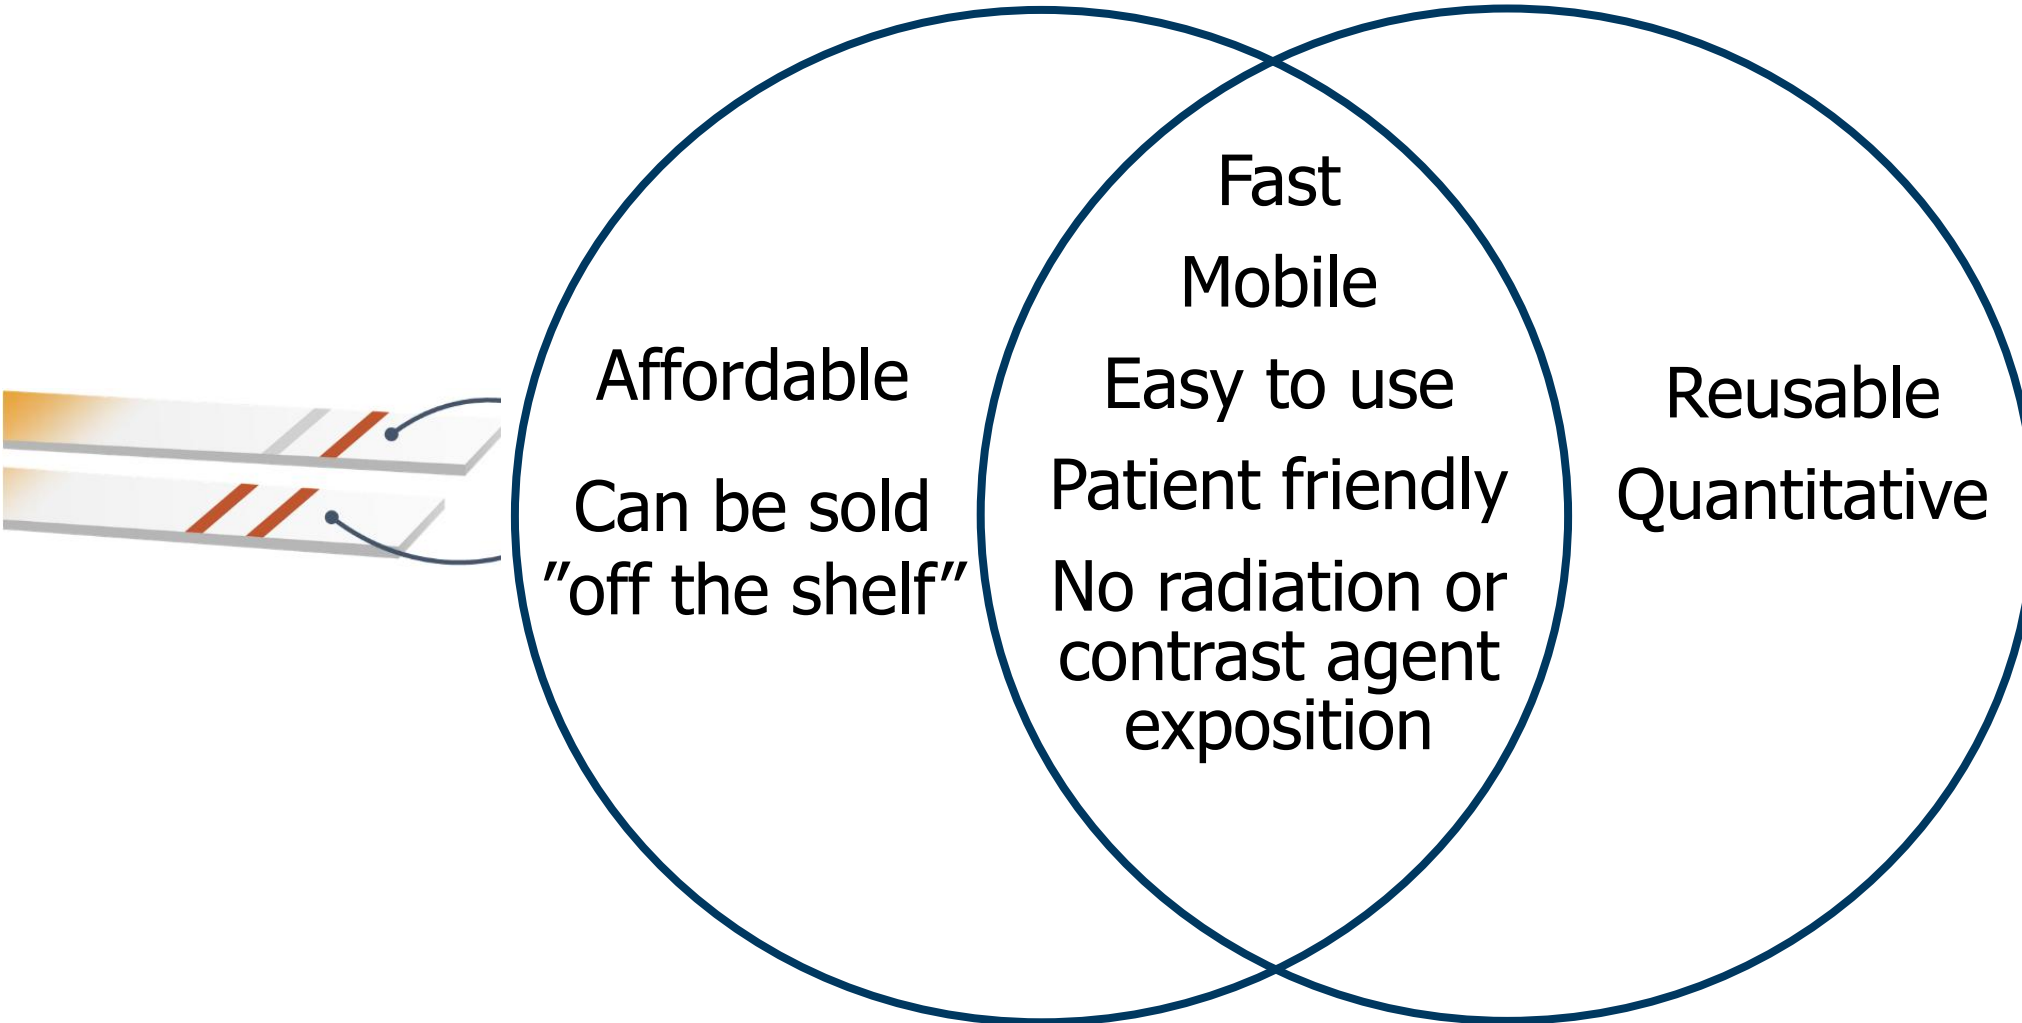 Affordable
Can be sold
”off the shelf”
Fast
Mobile
Easy to use
Patient friendly
No radiation or
contrast agent
exposition
Reusable
Quantitative